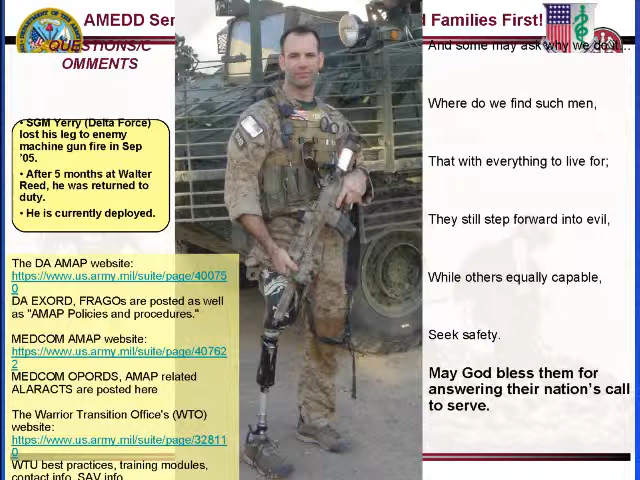 AMEDD Ser
d Families First!
QUESTIONS/C
OMMENTS
• SGM Yerry (Delta Force)
lost his leg to enemy
machine gun fire in Sep
'05.
• After 5 months at Walter
Reed, he was returned to
duty.
• He is currently deployed.
The DA AMAP website:
https://www.us.army.mil/suite/page/40075
0
DA EXORD, FRAGOs are posted as well
as "AMAP Policies and procedures."
MEDCOM AMAP website:
https://www.us.army.mil/suite/page/40762
2
MEDCOM OPORDS, AMAP related
ALARACTS are posted here
The Warrior Transition Office's (WTO)
website:
https://www.us.army.mil/suite/page/32811
0
WTU best practices, training modules,
contact info, SAV info
And some may ask why we do it...
Where do we find such men,
That with everything to live for;
They still step forward into evil,
While others equally capable,
Seek safety.
May God bless them for
answering their nation's call
to serve.